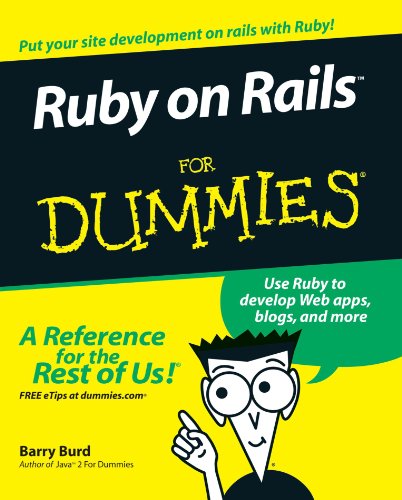 Put your site development on rails with Ruby!
Ruby on Rails™
FOR
DUMMIES®
Use Ruby to
develop Web apps,
blogs, and more
A Reference
for the
Rest of Us!®
FREE eTips at dummies.com®
Barry Burd
Author of Java™ 2 For Dummies